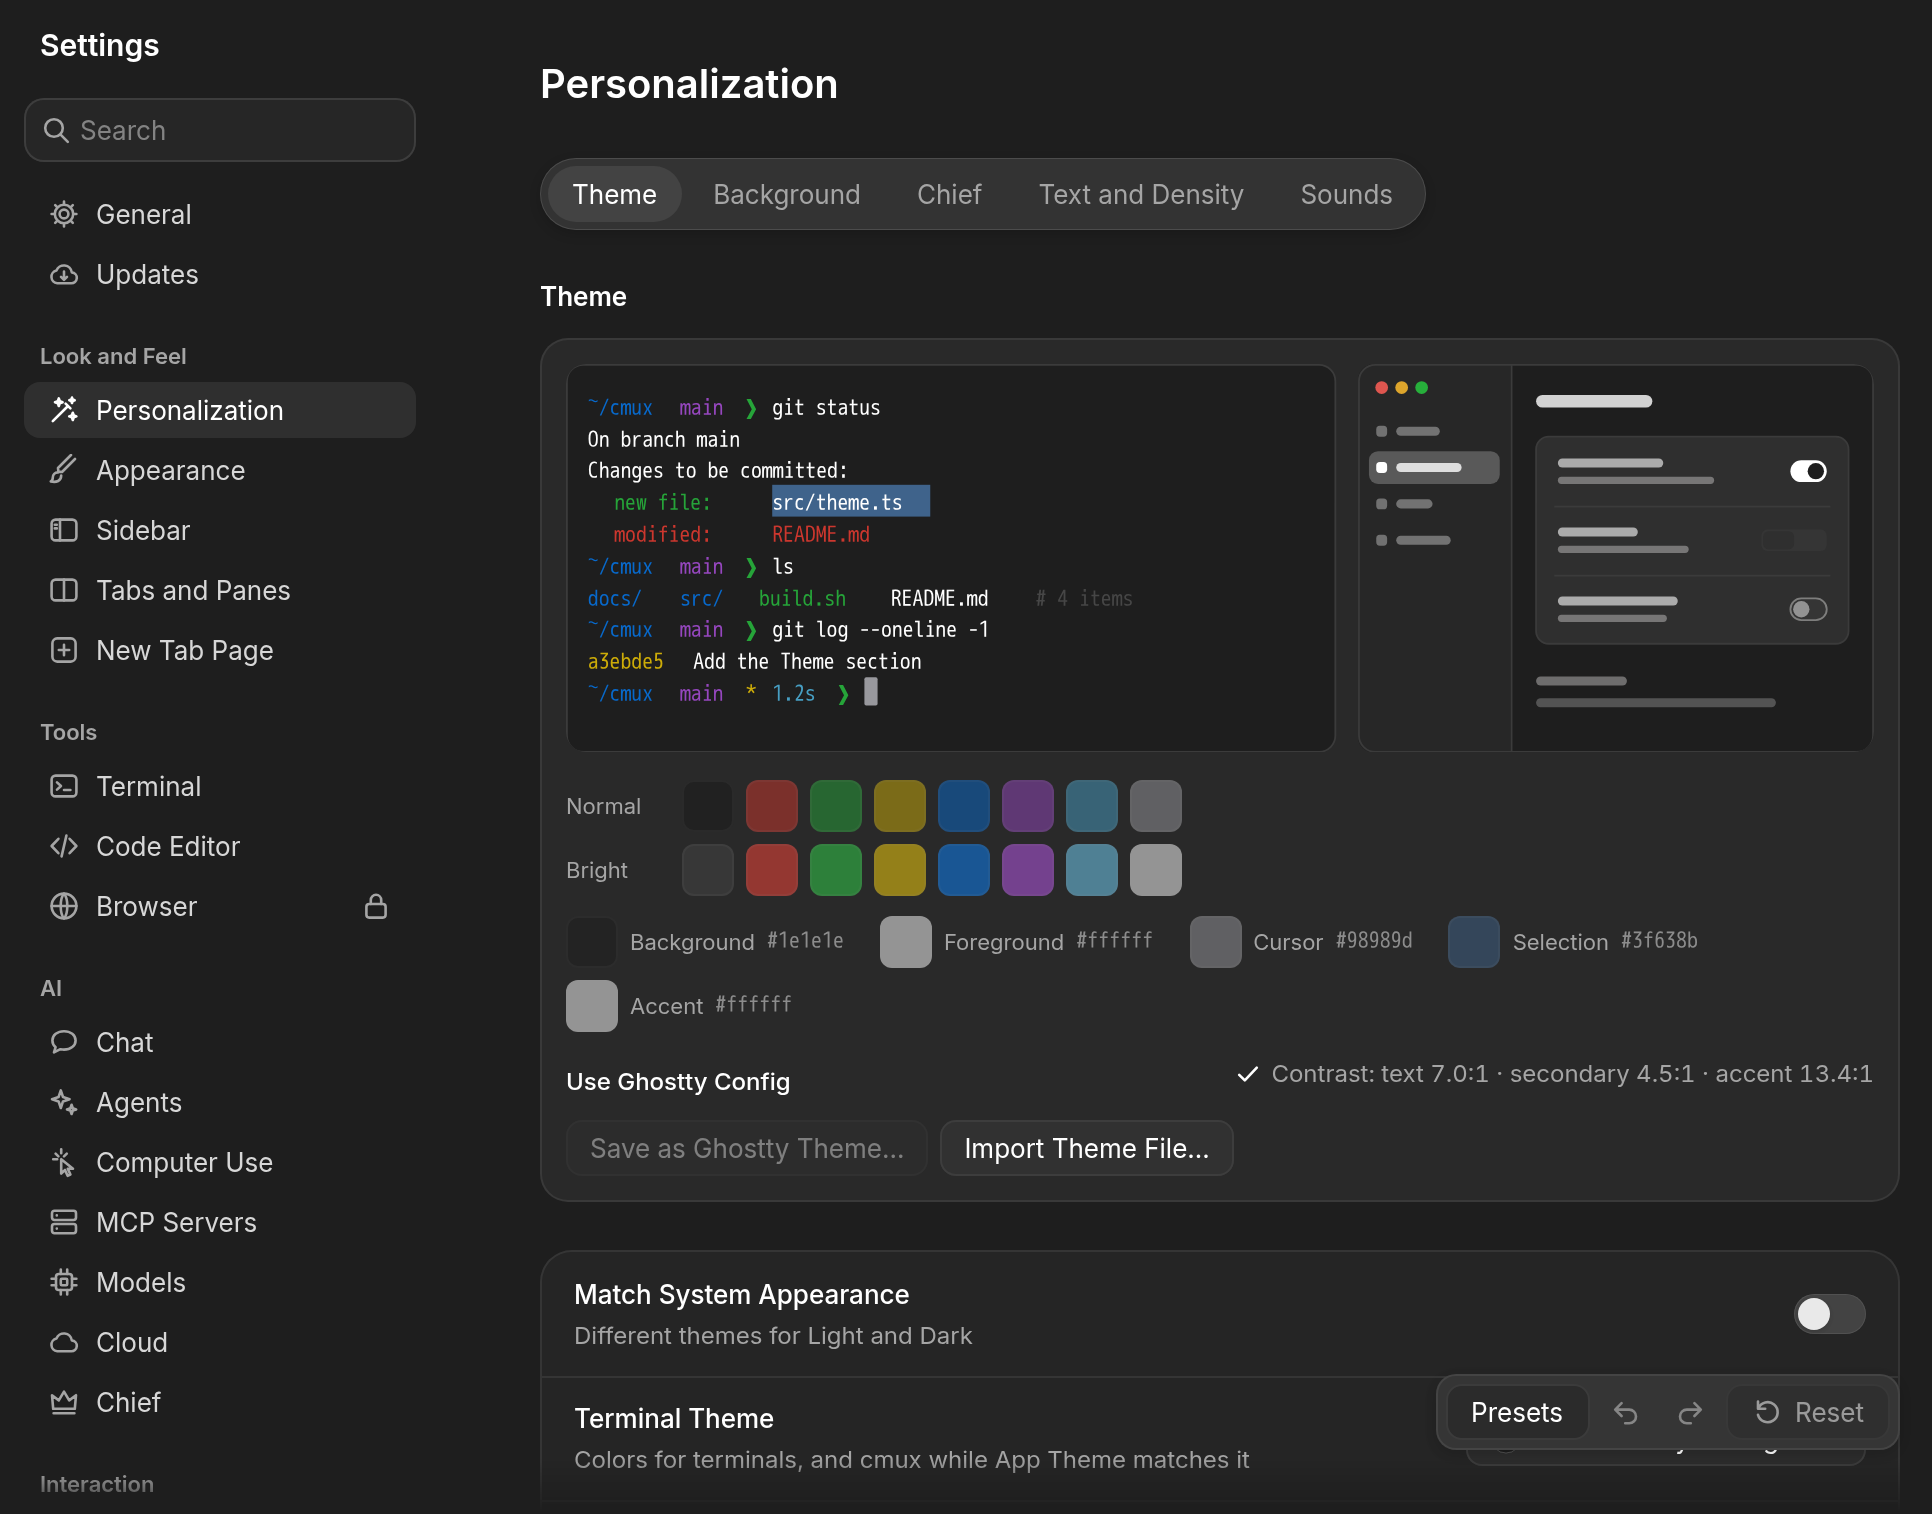 Settings
Search
General
Updates
Look and Feel
Personalization
Appearance
Sidebar
Tabs and Panes
New Tab Page
Tools
Terminal
Code Editor
Browser
AI
Chat
Agents
Computer Use
MCP Servers
Models
Cloud
Chief
Interaction
Personalization
Theme Background Chief Text and Density Sounds
Theme
~/cmux main ❯ git status
On branch main
Changes to be committed:
new file: src/theme.ts
modified: README.md
~/cmux main ❯ ls
docs/ src/ build.sh README.md # 4 items
~/cmux main ❯ git log --oneline -1
a3ebde5 Add the Theme section
~/cmux main * 1.2s ❯
Normal
Bright
Background #1e1e1e Foreground #ffffff Cursor #98989d Selection #3f638b
Accent #ffffff
Use Ghostty Config
Contrast: text 7.0:1 · secondary 4.5:1 · accent 13.4:1
Save as Ghostty Theme... Import Theme File...
Match System Appearance
Different themes for Light and Dark
Terminal Theme
Colors for terminals, and cmux while App Theme matches it
Presets Reset